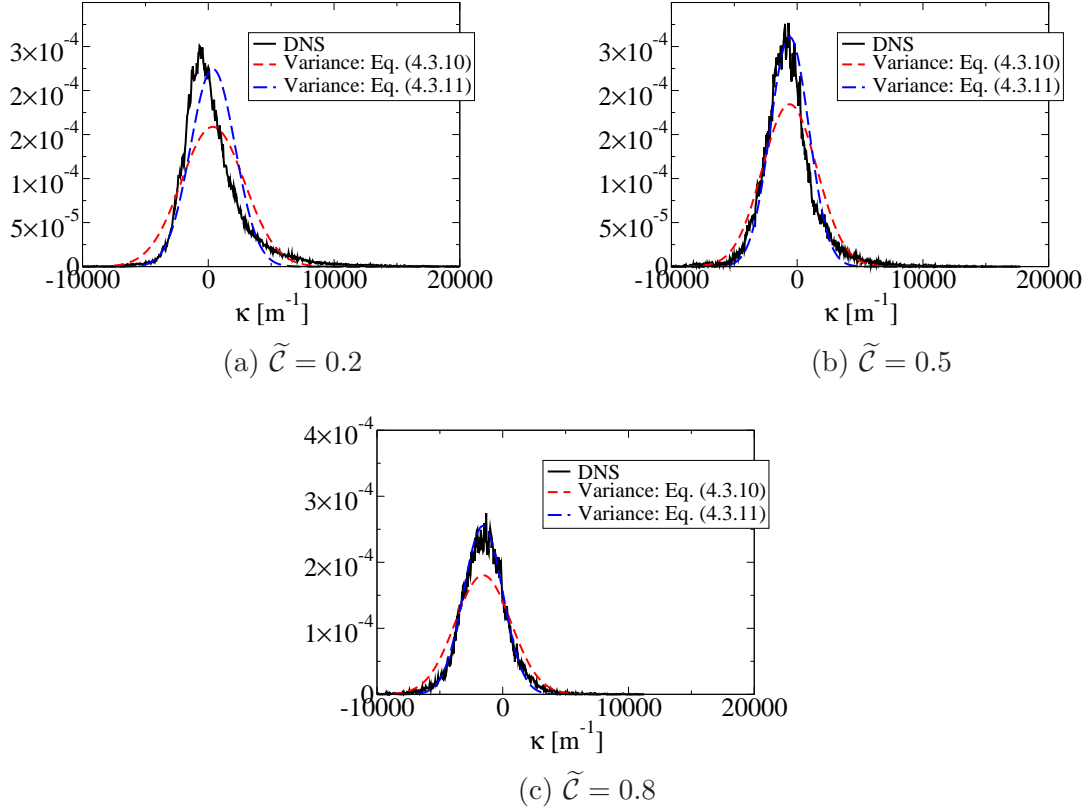 3×10⁻⁴
2×10⁻⁴
2×10⁻⁴
1×10⁻⁴
5×10⁻⁵
0
-10000 0 10000 20000
κ [m⁻¹]
DNS
Variance: Eq. (4.3.10)
Variance: Eq. (4.3.11)
(a) C̃ = 0.2
3×10⁻⁴
2×10⁻⁴
2×10⁻⁴
1×10⁻⁴
5×10⁻⁵
0
-10000 0 10000 20000
κ [m⁻¹]
DNS
Variance: Eq. (4.3.10)
Variance: Eq. (4.3.11)
(b) C̃ = 0.5
4×10⁻⁴
3×10⁻⁴
2×10⁻⁴
1×10⁻⁴
0
-10000 0 10000 20000
κ [m⁻¹]
DNS
Variance: Eq. (4.3.10)
Variance: Eq. (4.3.11)
(c) C̃ = 0.8